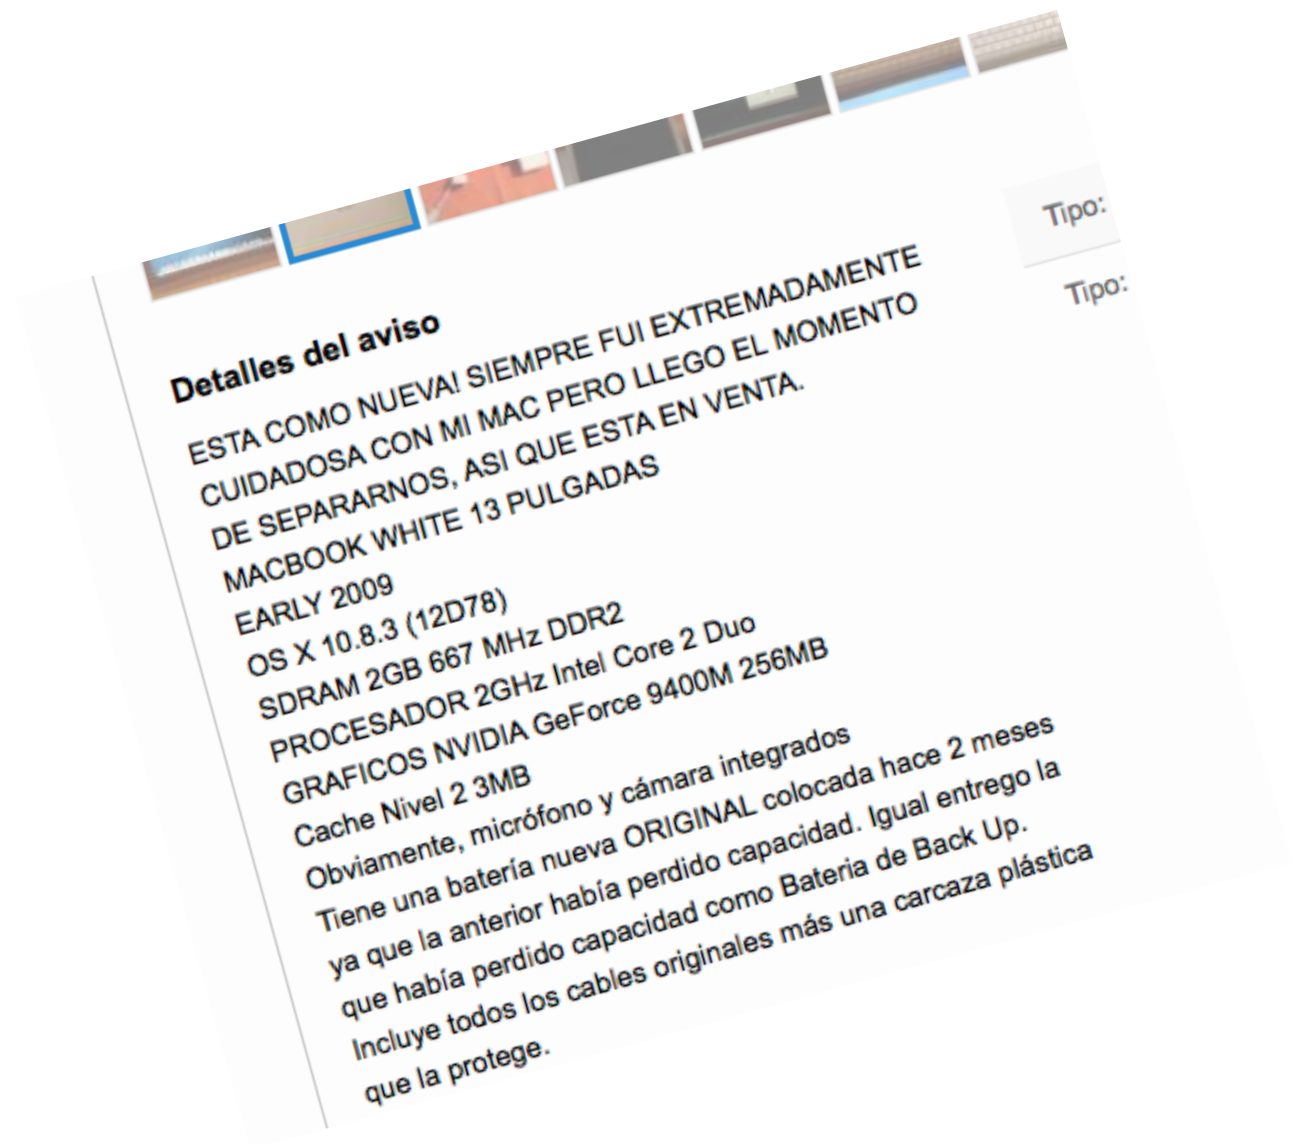 Detalles del aviso
ESTA COMO NUEVA! SIEMPRE FUI EXTREMADAMENTE
CUIDADOSA CON MI MAC PERO LLEGO EL MOMENTO
DE SEPARARNOS, ASI QUE ESTA EN VENTA.
MACBOOK WHITE 13 PULGADAS
EARLY 2009
OS X 10.8.3 (12D78)
SDRAM 2GB 667 MHz DDR2
PROCESADOR 2GHz Intel Core 2 Duo
GRAFICOS NVIDIA GeForce 9400M 256MB
Cache Nivel 2 3MB
Obviamente, micrófono y cámara integrados
Tiene una batería nueva ORIGINAL colocada hace 2 meses
ya que la anterior había perdido capacidad. Igual entrego la
que había perdido capacidad como Bateria de Back Up.
Incluye todos los cables originales más una carcaza plástica
que la protege.
Tipo:
Tipo: